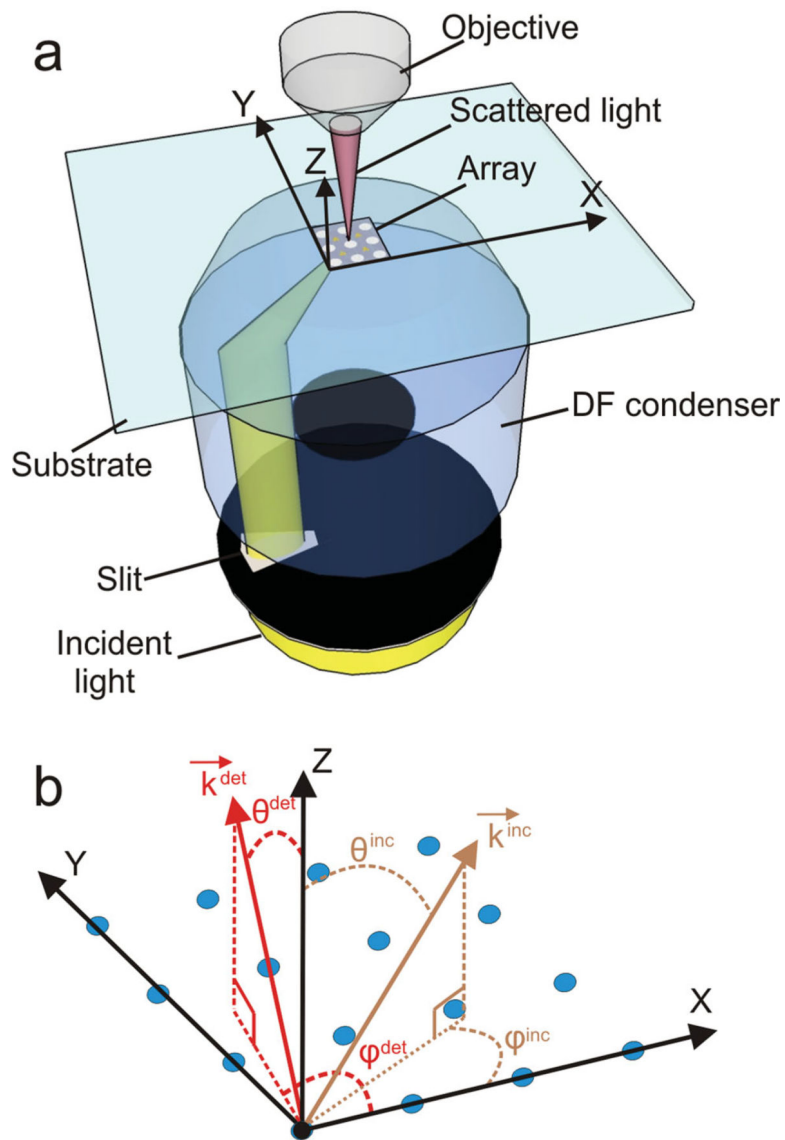 a
Objective
Y
Scattered light
Z
Array
X
DF condenser
Substrate
Slit
Incident
light
b
k^det
Z
θ^det
k^inc
θ^inc
Y
X
φ^det
φ^inc